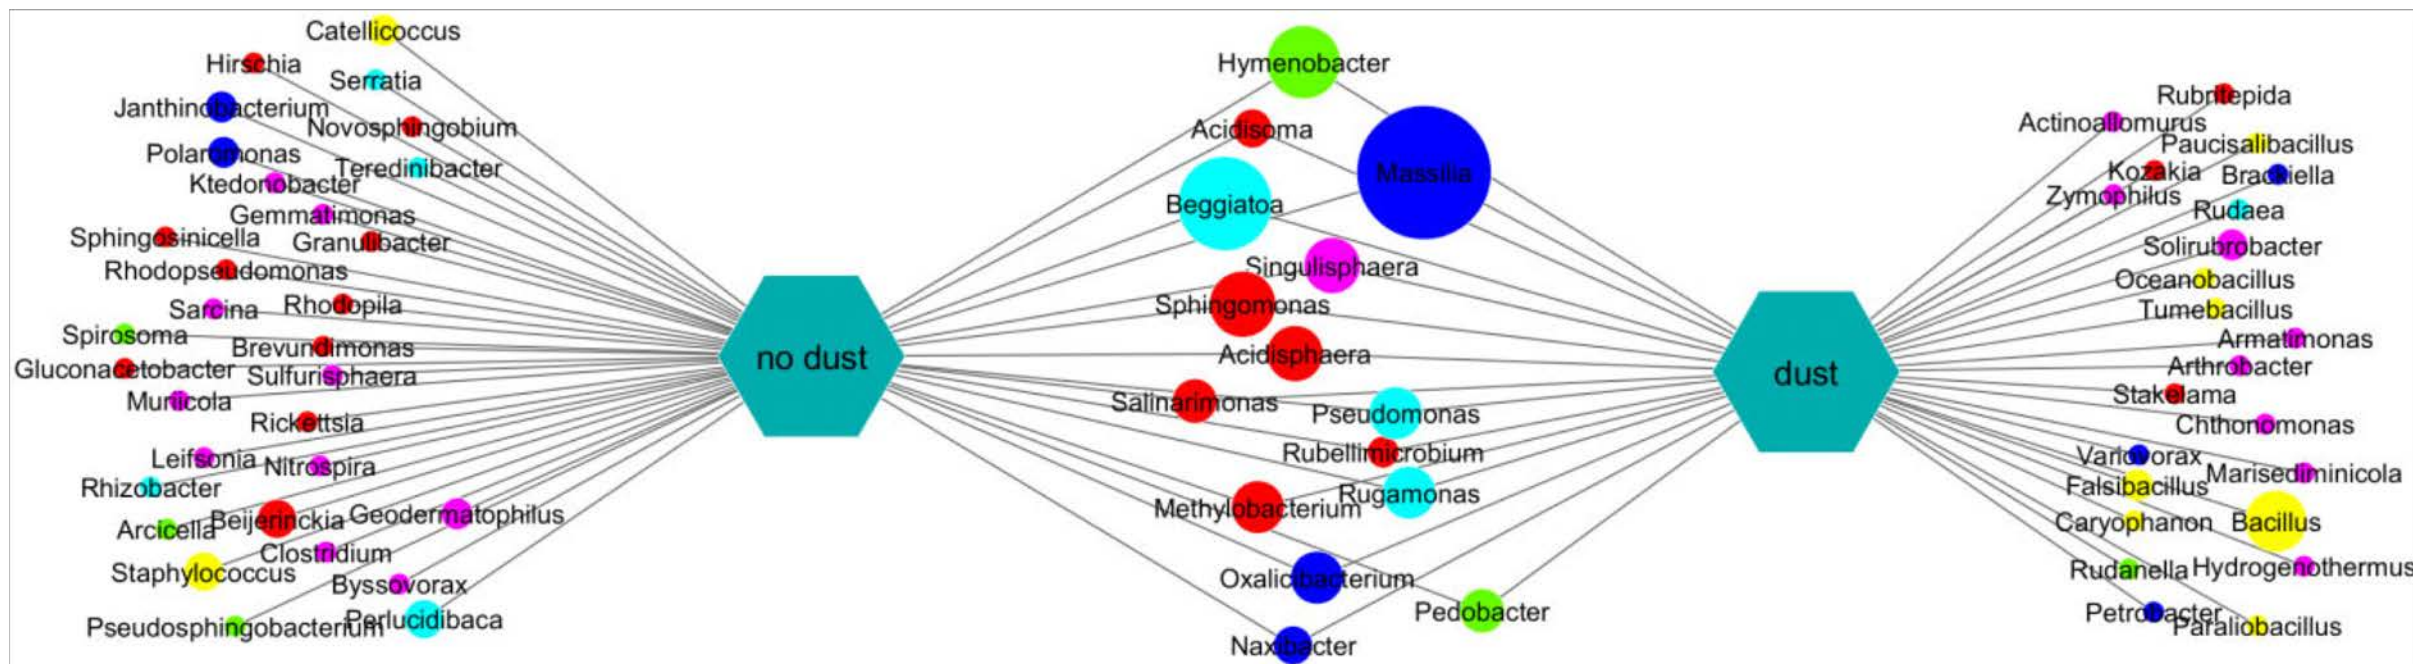 Catellicoccus
Hirschia
Serratia
Janthinobacterium
Novosphingobium
Polaromonas
Teredinibacter
Ktedonobacter
Gemmatimonas
Sphingosinicella
Granulibacter
Rhodopseudomonas
Sarcina
Rhodopila
Spirosoma
Brevundimonas
Gluconacetobacter
Sulfurisphaera
Muriicola
Rickettsia
Leifsonia
Nitrospira
Rhizobacter
Arcicella
Beijerinckia
Geodermatophilus
Clostridium
Staphylococcus
Byssovorax
Pseudosphingobacterium
Perlucidibaca
no dust
Hymenobacter
Acidisoma
Massilia
Beggiatoa
Singulisphaera
Sphingomonas
Acidisphaera
Salinarimonas
Pseudomonas
Rubellimicrobium
Rugamonas
Methylobacterium
Oxalicibacterium
Pedobacter
Naxibacter
dust
Rubritepida
Actinoallomurus
Paucisalibacillus
Kozakia
Brackiella
Zymophilus
Rudaea
Solirubrobacter
Oceanobacillus
Tumebacillus
Armatimonas
Arthrobacter
Stakelama
Chthonomonas
Variovorax
Marisediminicola
Falsibacillus
Caryophanon
Bacillus
Rudanella
Hydrogenothermus
Petrobacter
Paraliobacillus